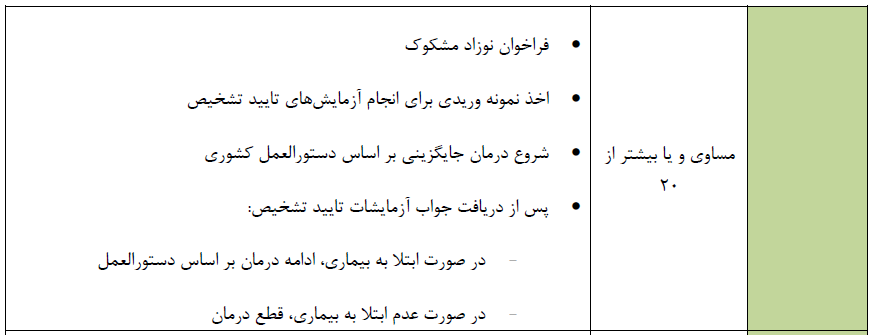 مساوی و یا بیشتر از
۲۰
• فراخوان نوزاد مشکوک
• اخذ نمونه وریدی برای انجام آزمایش‌های تایید تشخیص
• شروع درمان جایگزینی بر اساس دستورالعمل کشوری
• پس از دریافت جواب آزمایشات تایید تشخیص:
- در صورت ابتلا به بیماری، ادامه درمان بر اساس دستورالعمل
- در صورت عدم ابتلا به بیماری، قطع درمان